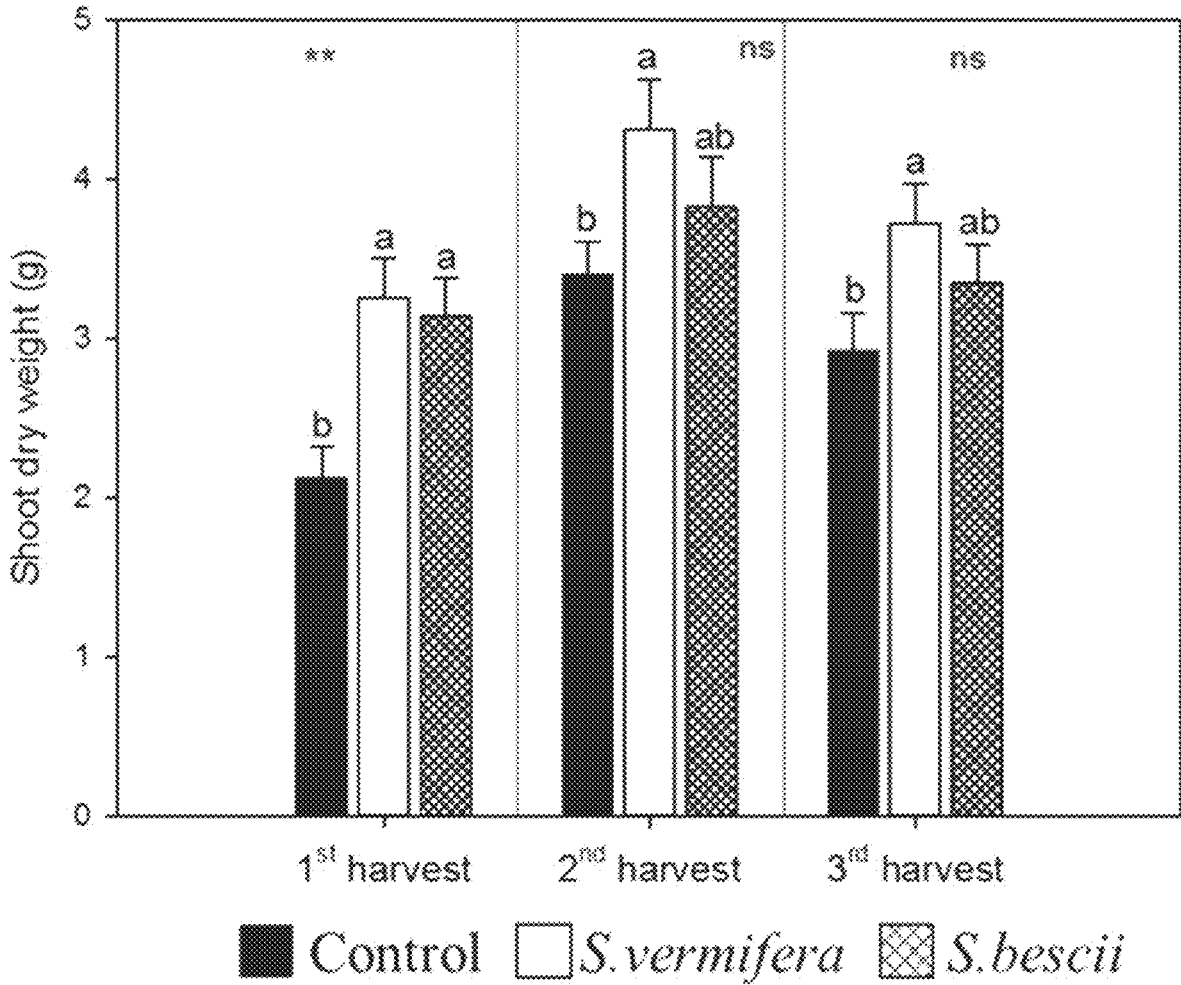 5
4
3
2
1
0
Shoot dry weight (g)
** ns ns
b a a
b a ab
b a ab
1st harvest 2nd harvest 3rd harvest
Control S.vermifera S.bescii